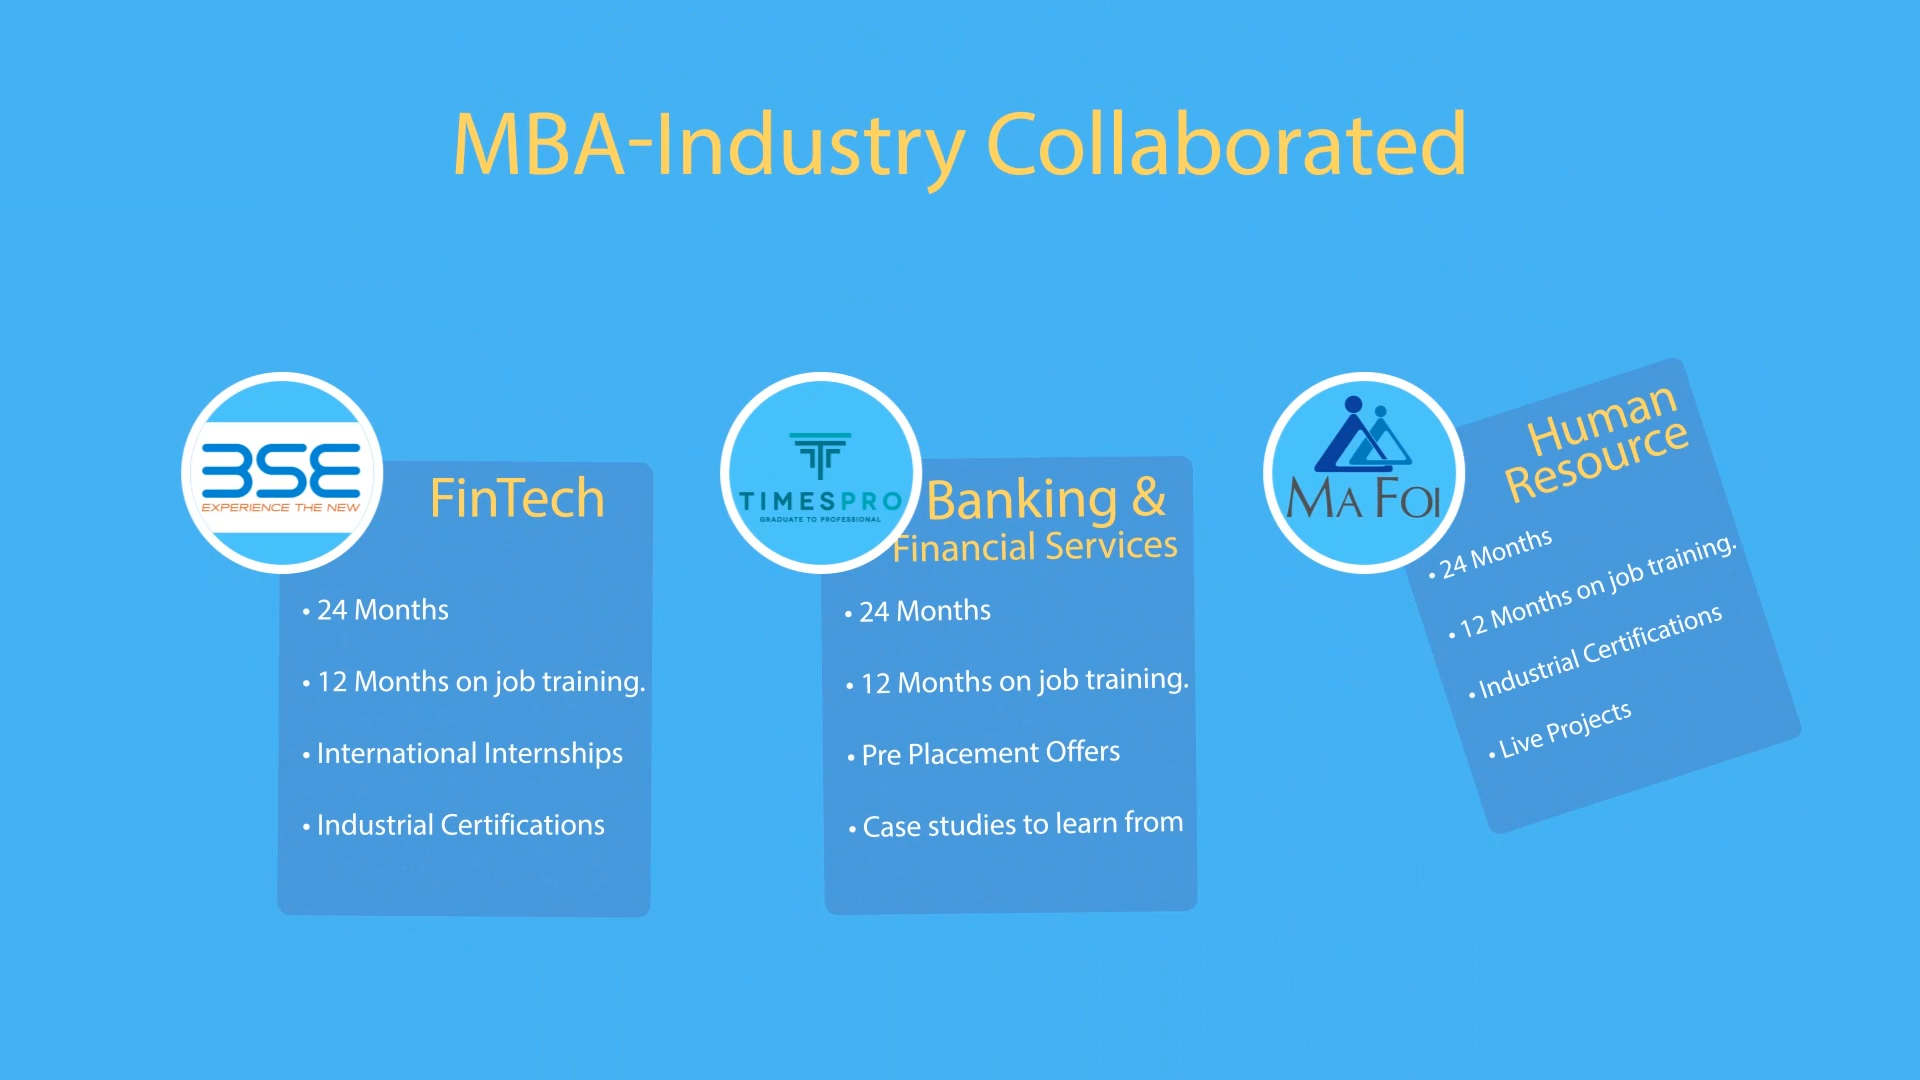 MBA-Industry Collaborated
BSE
EXPERIENCE THE NEW
FinTech
• 24 Months
• 12 Months on job training.
• International Internships
• Industrial Certifications
TIMESPRO
GRADUATE TO PROFESSIONAL
Banking &
Financial Services
• 24 Months
• 12 Months on job training.
• Pre Placement Offers
• Case studies to learn from
MA FOI
Human
Resource
• 24 Months
• 12 Months on job training.
• Industrial Certifications
• Live Projects